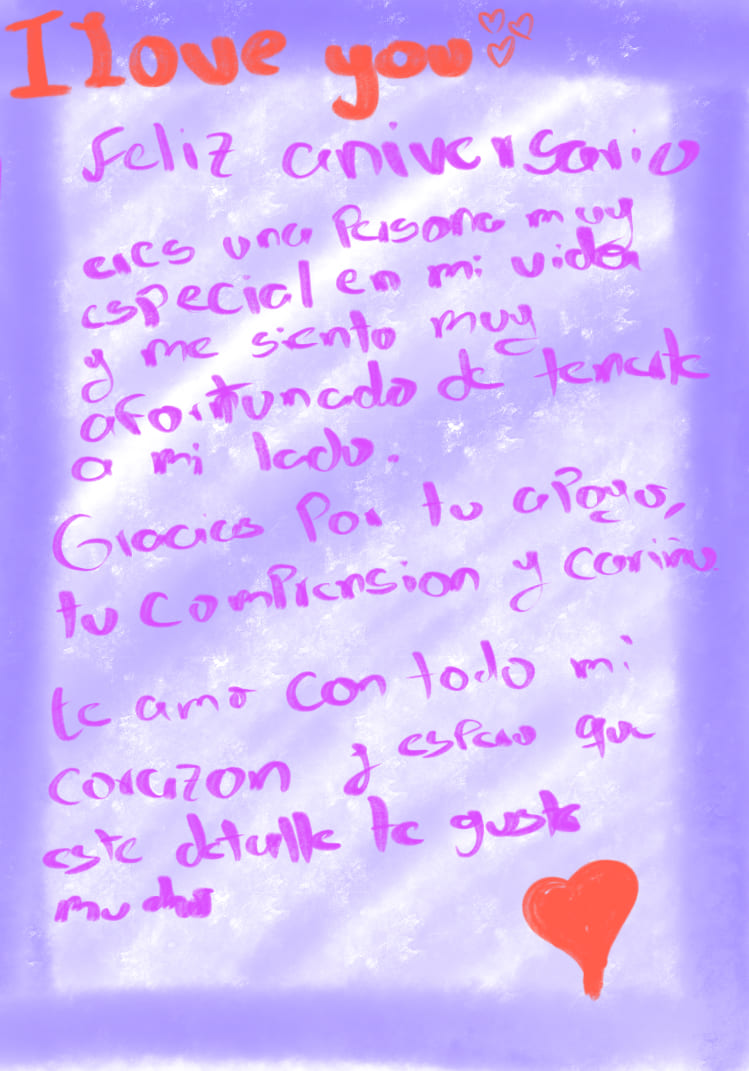 I love you
Feliz aniversario
eres una Persona muy
especial en mi vida
y me siento muy
afortunado de tenerte
a mi lado.
Gracias Por tu apoyo,
tu comprension y cariño
te amo con todo mi
corazon y espero que
este detalle te guste
mucho